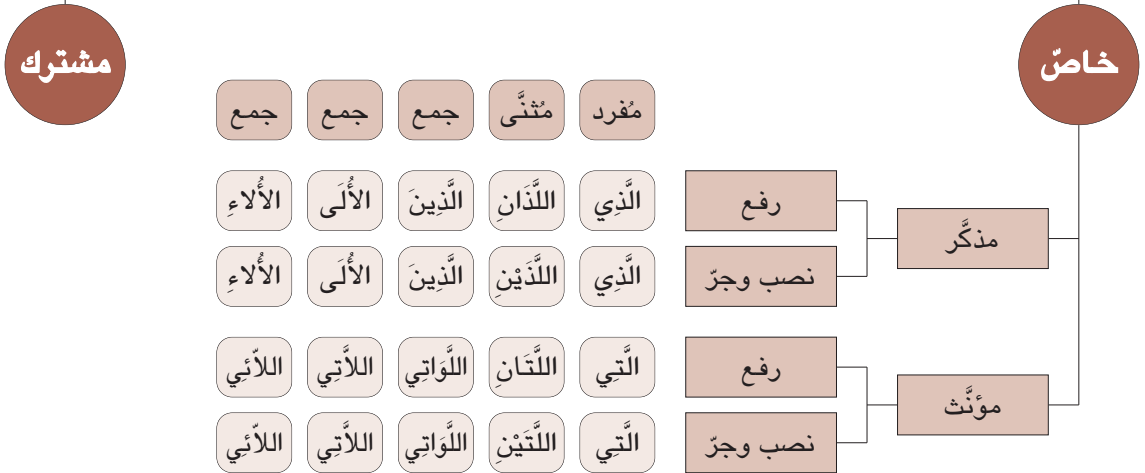 خاصّ مشترك
مُفرد مُثنَّى جمع جمع جمع
رفع الَّذِي اللَّذَانِ الَّذِينَ الأُلَى الأُلاءِ
مذكَّر
نصب وجرّ الَّذِي اللَّذَيْنِ الَّذِينَ الأُلَى الأُلاءِ
رفع الَّتِي اللَّتَانِ اللَّوَاتِي اللاَّتِي اللاّئِي
مؤنَّث
نصب وجرّ الَّتِي اللَّتَيْنِ اللَّوَاتِي اللاَّتِي اللاّئِي